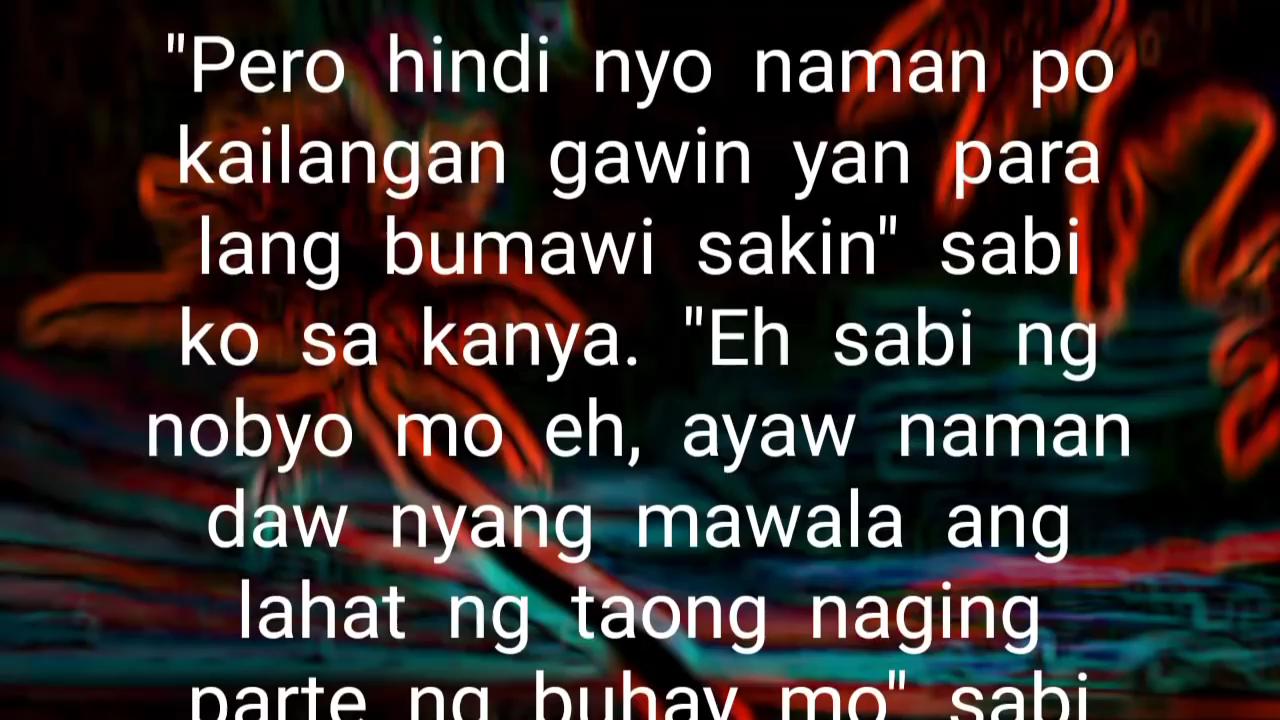 "Pero hindi nyo naman po
kailangan gawin yan para
lang bumawi sakin" sabi
ko sa kanya. "Eh sabi ng
nobyo mo eh, ayaw naman
daw nyang mawala ang
lahat ng taong naging
parte ng buhay mo" sabi